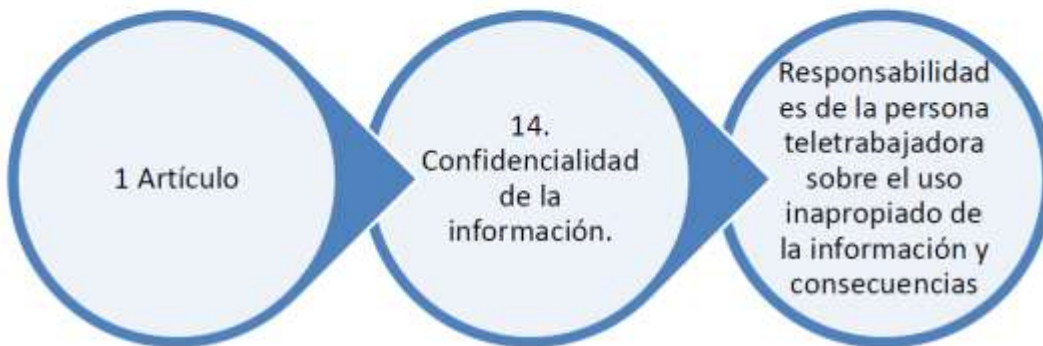 1 Artículo
14.
Confidencialidad
de la
información.
Responsabilidad
es de la persona
teletrabajadora
sobre el uso
inapropiado de
la información y
consecuencias